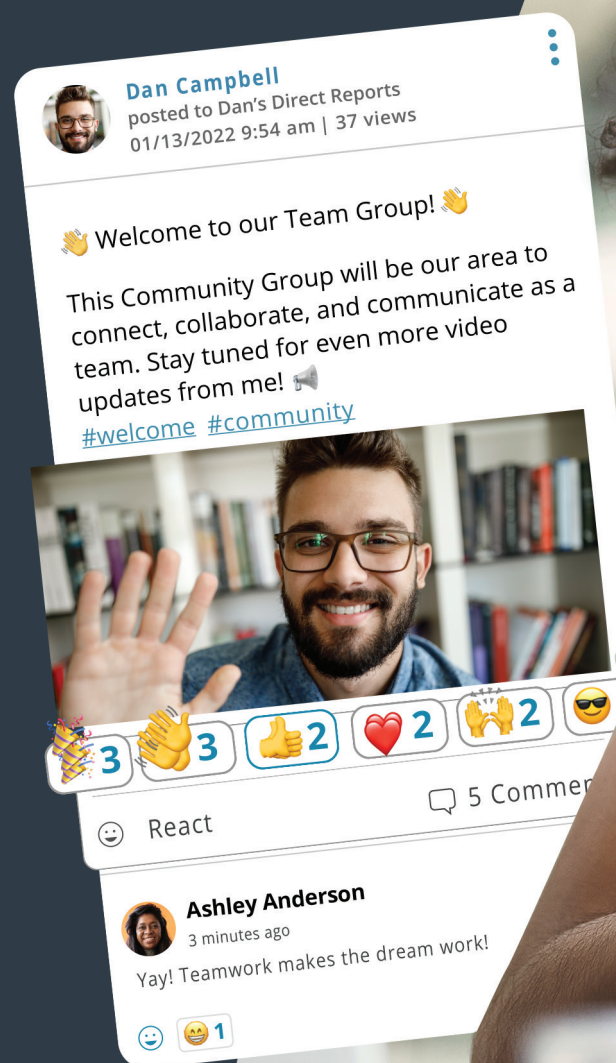 Dan Campbell
posted to Dan's Direct Reports
01/13/2022 9:54 am | 37 views
👋 Welcome to our Team Group! 👋
This Community Group will be our area to
connect, collaborate, and communicate as a
team. Stay tuned for even more video
updates from me! 📣
#welcome #community
3 3 2 2 2
React
5 Commen
Ashley Anderson
3 minutes ago
Yay! Teamwork makes the dream work!
1